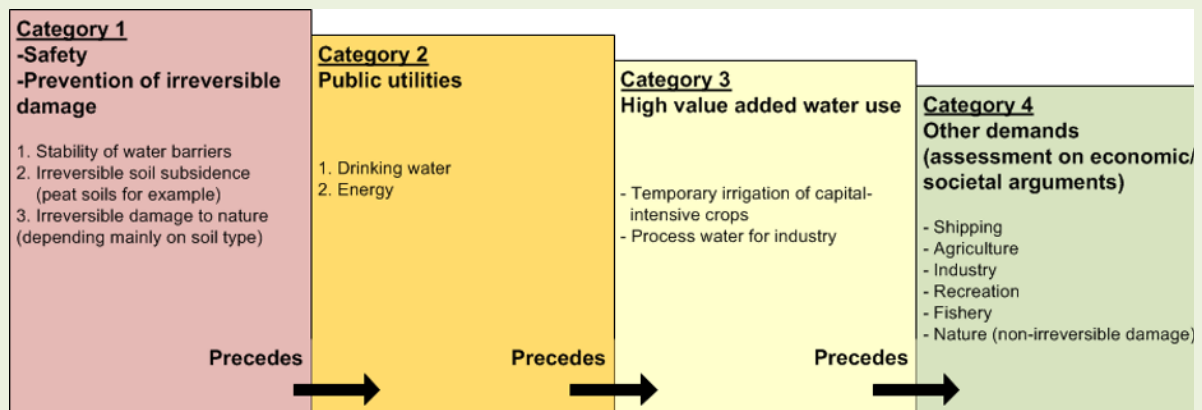 Category 1
-Safety
-Prevention of irreversible
damage
1. Stability of water barriers
2. Irreversible soil subsidence
(peat soils for example)
3. Irreversible damage to nature
(depending mainly on soil type)
Precedes
Category 2
Public utilities
1. Drinking water
2. Energy
Precedes
Category 3
High value added water use
- Temporary irrigation of capital-
intensive crops
- Process water for industry
Precedes
Category 4
Other demands
(assessment on economic/
societal arguments)
- Shipping
- Agriculture
- Industry
- Recreation
- Fishery
- Nature (non-irreversible damage)